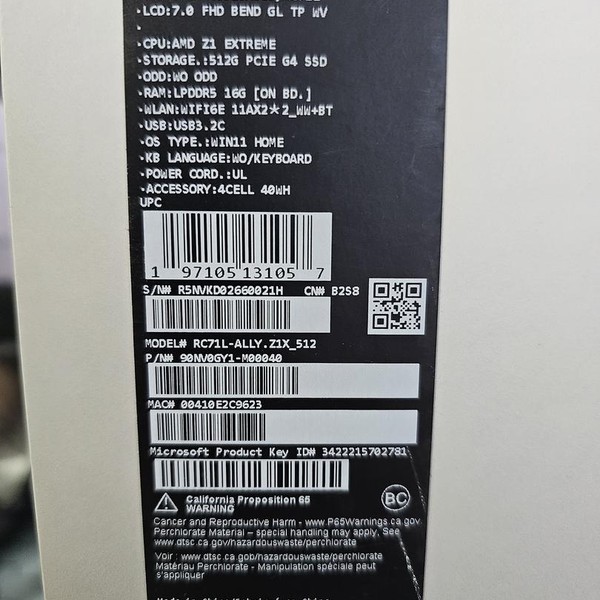 ·LCD:7.0 FHD BEND GL TP WV
·CPU:AMD Z1 EXTREME
·STORAGE.:512G PCIE G4 SSD
·ODD:WO ODD
·RAM:LPDDR5 16G [ON BD.]
·WLAN:WIFI6E 11AX2*2_WW+BT
·USB:USB3.2C
·OS TYPE.:WIN11 HOME
·KB LANGUAGE:WO/KEYBOARD
·POWER CORD.:UL
·ACCESSORY:4CELL 40WH
UPC
1 97105 13105 7
S/N# R5NVKD02660021H CN# B2S8
MODEL# RC71L-ALLY.Z1X_512
P/N# 90NV0GY1-M00040
MAC# 00410E2C9623
Microsoft Product Key ID# 3422215702781
California Proposition 65
WARNING
BC
Cancer and Reproductive Harm - www.P65Warnings.ca.gov
Perchlorate Material – special handling may apply, See
www.dtsc.ca.gov/hazardouswaste/perchlorate
Voir : www.dtsc.ca.gob/hazardouswaste/perchlorate
Matériau Perchlorate - Manipulation spéciale peut
s'appliquer